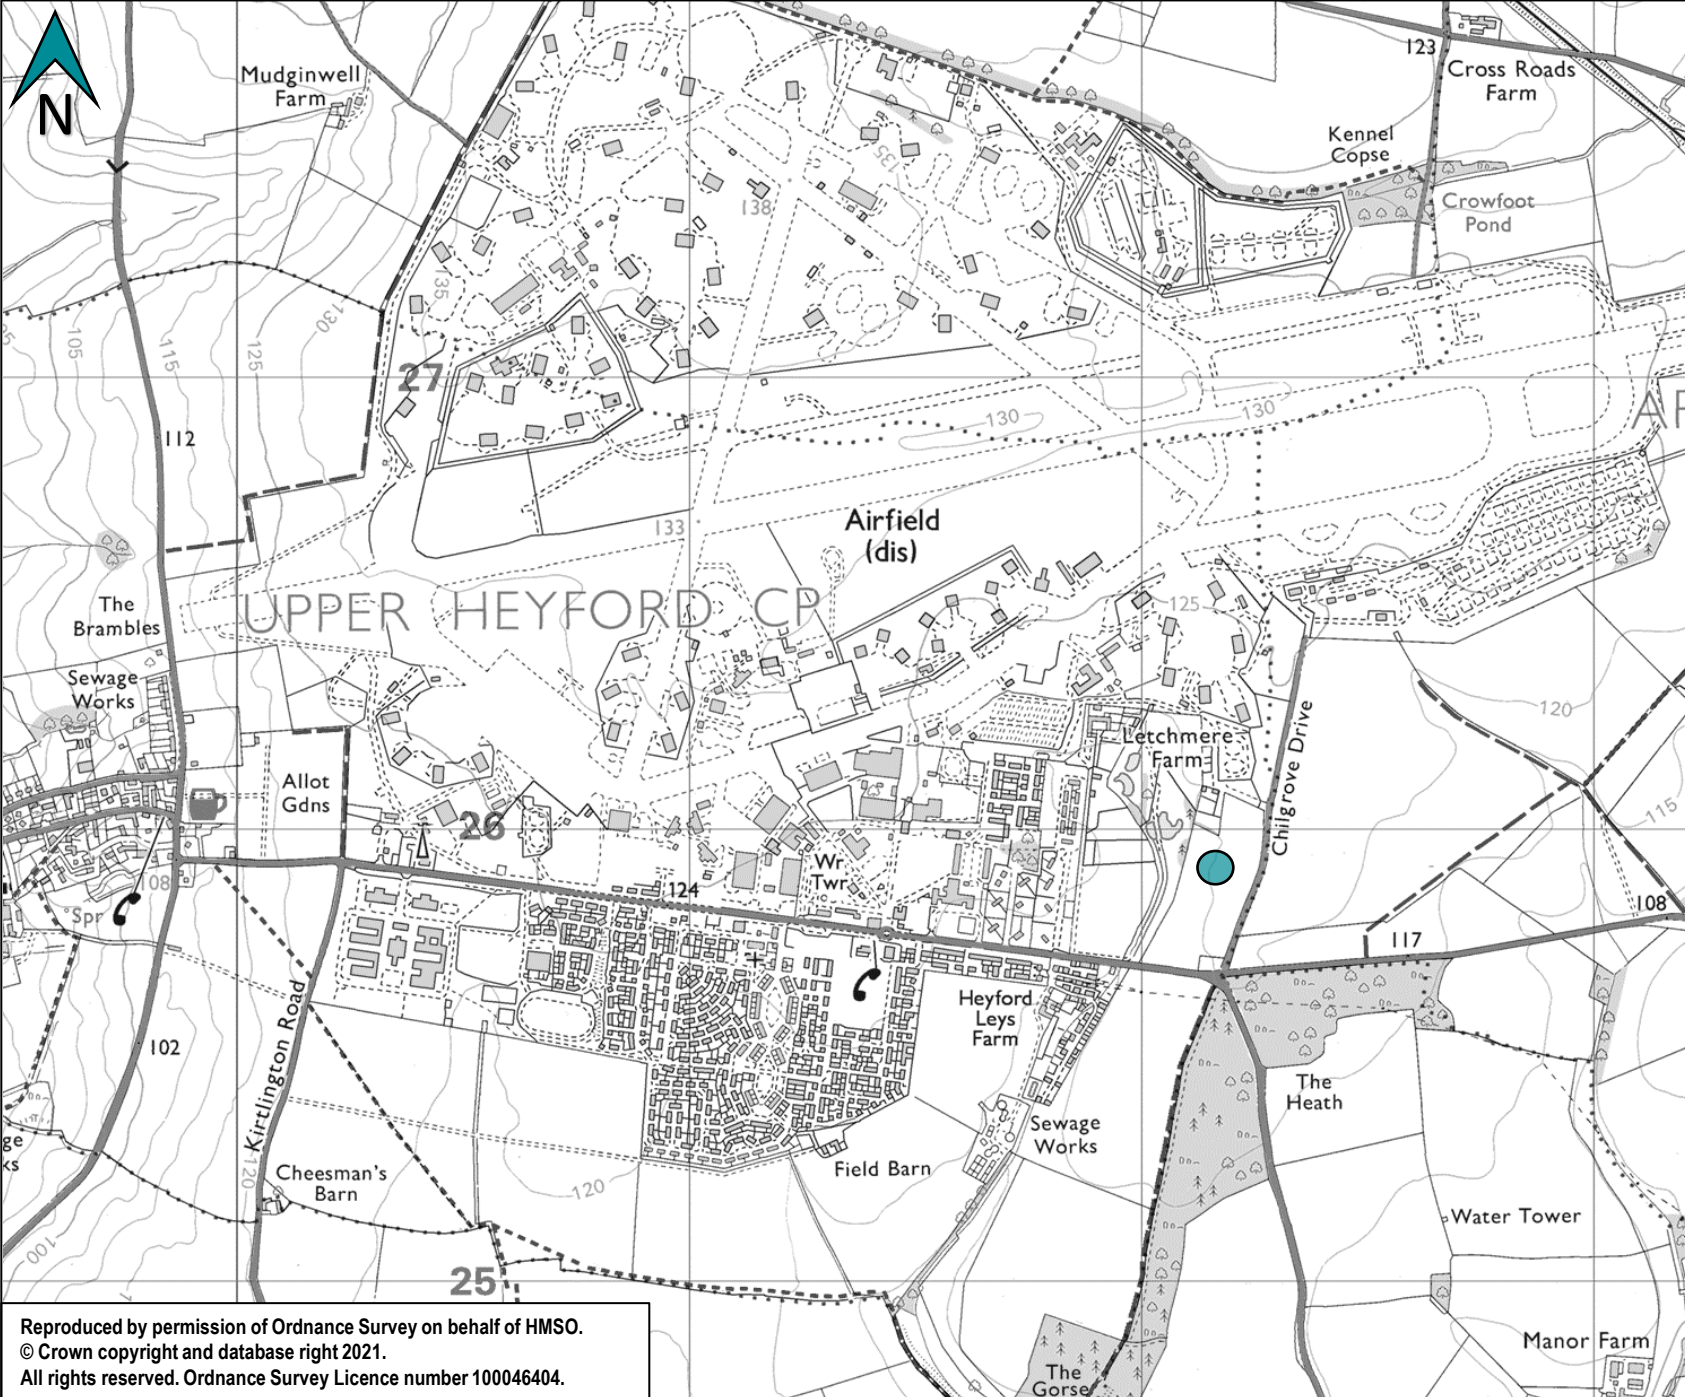 N
Mudginwell
Farm
123
Cross Roads
Farm
Kennel
Copse
Crowfoot
Pond
135
138
135
130
105
115
125
27
130
130
112
133
Airfield
(dis)
UPPER HEYFORD CP
125
The
Brambles
Sewage
Works
120
Letchmere
Farm
Chilgrove Drive
Allot
Gdns
26
115
Wr
Twr
124
108
Spr
108
117
Heyford
Leys
Farm
102
Kirtlington Road
The
Heath
Sewage
Works
Field Barn
Cheesman's
Barn
120
120
Water Tower
100
25
Manor Farm
The
Gorse
Reproduced by permission of Ordnance Survey on behalf of HMSO.
© Crown copyright and database right 2021.
All rights reserved. Ordnance Survey Licence number 100046404.